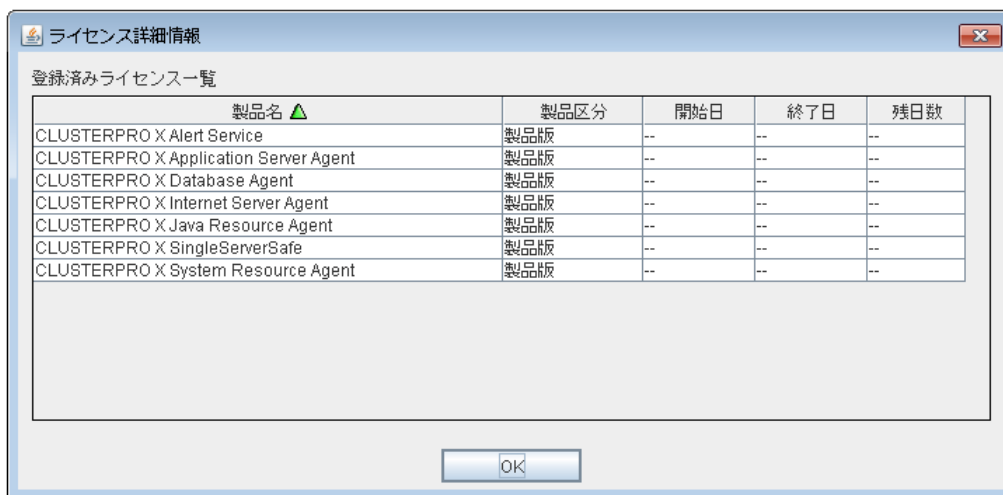 ライセンス詳細情報
登録済みライセンス一覧
製品名 製品区分 開始日 終了日 残日数
CLUSTERPRO X Alert Service 製品版 -- -- --
CLUSTERPRO X Application Server Agent 製品版 -- -- --
CLUSTERPRO X Database Agent 製品版 -- -- --
CLUSTERPRO X Internet Server Agent 製品版 -- -- --
CLUSTERPRO X Java Resource Agent 製品版 -- -- --
CLUSTERPRO X SingleServerSafe 製品版 -- -- --
CLUSTERPRO X System Resource Agent 製品版 -- -- --
OK